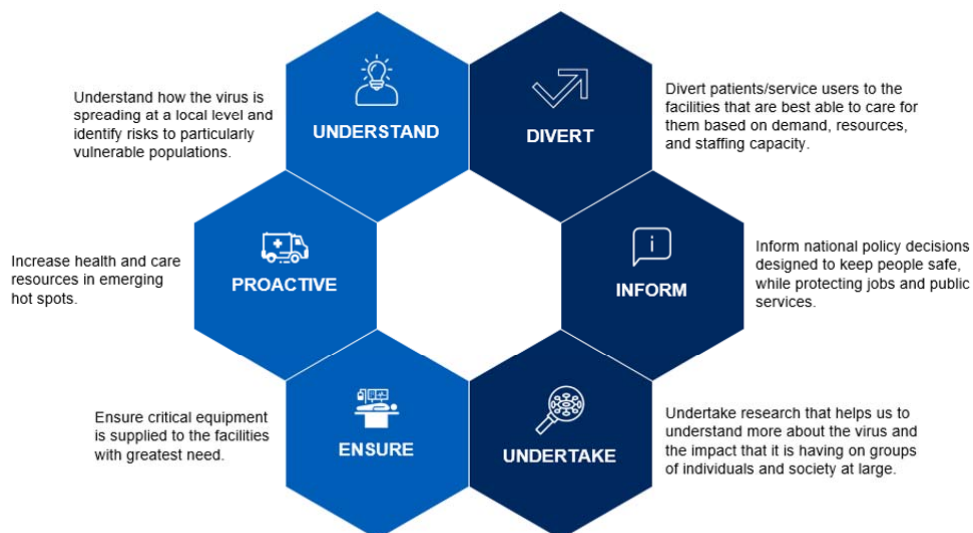 Understand how the virus is
spreading at a local level and
identify risks to particularly
vulnerable populations.
UNDERSTAND
DIVERT
Divert patients/service users to the
facilities that are best able to care for
them based on demand, resources,
and staffing capacity.
Increase health and care
resources in emerging
hot spots.
PROACTIVE
i
INFORM
Inform national policy decisions
designed to keep people safe,
while protecting jobs and public
services.
Ensure critical equipment
is supplied to the facilities
with greatest need.
ENSURE
UNDERTAKE
Undertake research that helps us to
understand more about the virus and
the impact that it is having on groups
of individuals and society at large.